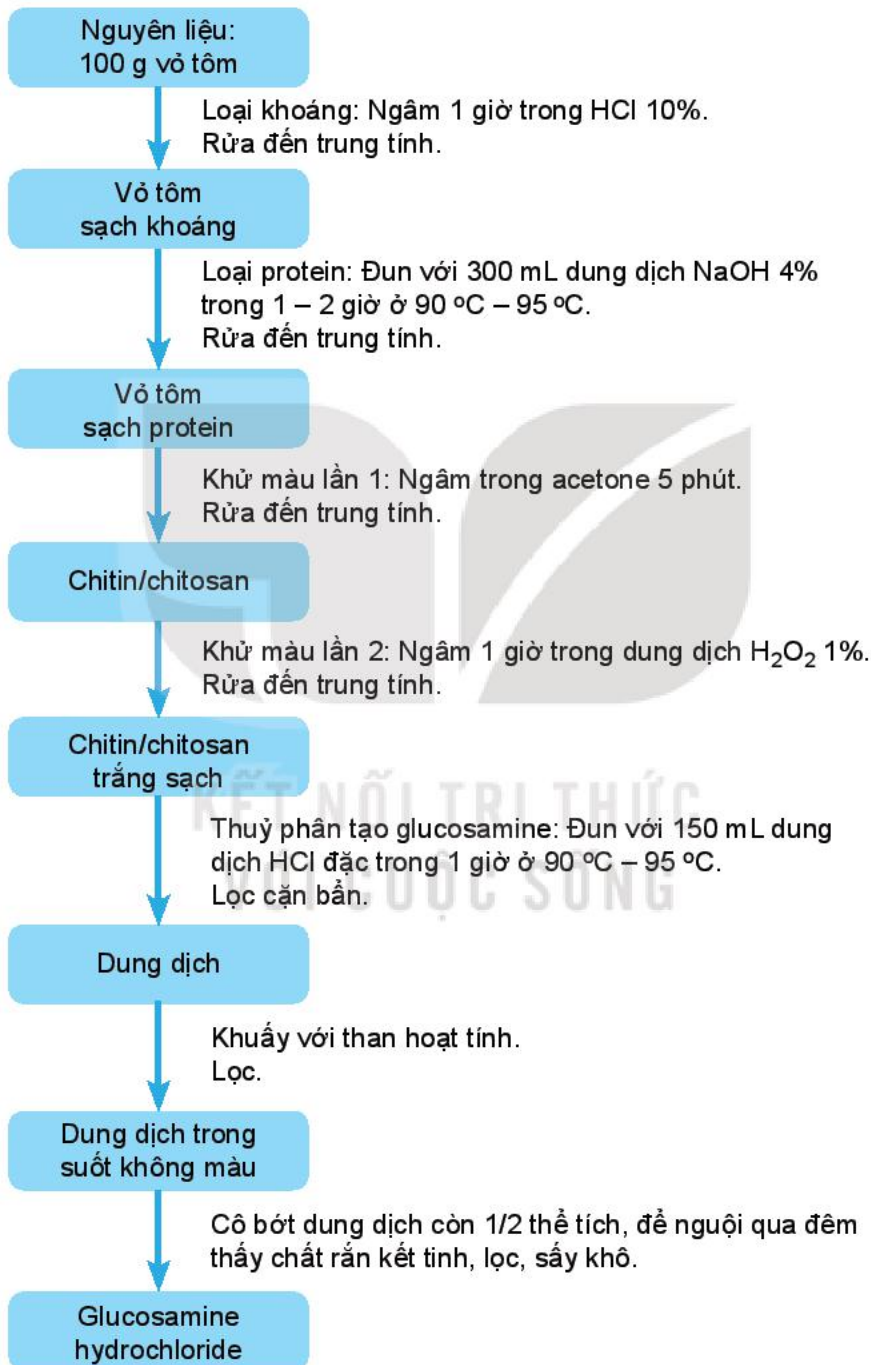 Nguyên liệu:
100 g vỏ tôm
Loại khoáng: Ngâm 1 giờ trong HCl 10%.
Rửa đến trung tính.
Vỏ tôm
sạch khoáng
Loại protein: Đun với 300 mL dung dịch NaOH 4%
trong 1 – 2 giờ ở 90 ºC – 95 ºC.
Rửa đến trung tính.
Vỏ tôm
sạch protein
Khử màu lần 1: Ngâm trong acetone 5 phút.
Rửa đến trung tính.
Chitin/chitosan
Khử màu lần 2: Ngâm 1 giờ trong dung dịch H₂O₂ 1%.
Rửa đến trung tính.
Chitin/chitosan
trắng sạch
KẾT NỐI TRI THỨC
Thuỷ phân tạo glucosamine: Đun với 150 mL dung
dịch HCl đặc trong 1 giờ ở 90 ºC – 95 ºC.
VỚI CUỘC SỐNG
Lọc cặn bẩn.
Dung dịch
Khuấy với than hoạt tính.
Lọc.
Dung dịch trong
suốt không màu
Cô bớt dung dịch còn 1/2 thể tích, để nguội qua đêm
thấy chất rắn kết tinh, lọc, sấy khô.
Glucosamine
hydrochloride